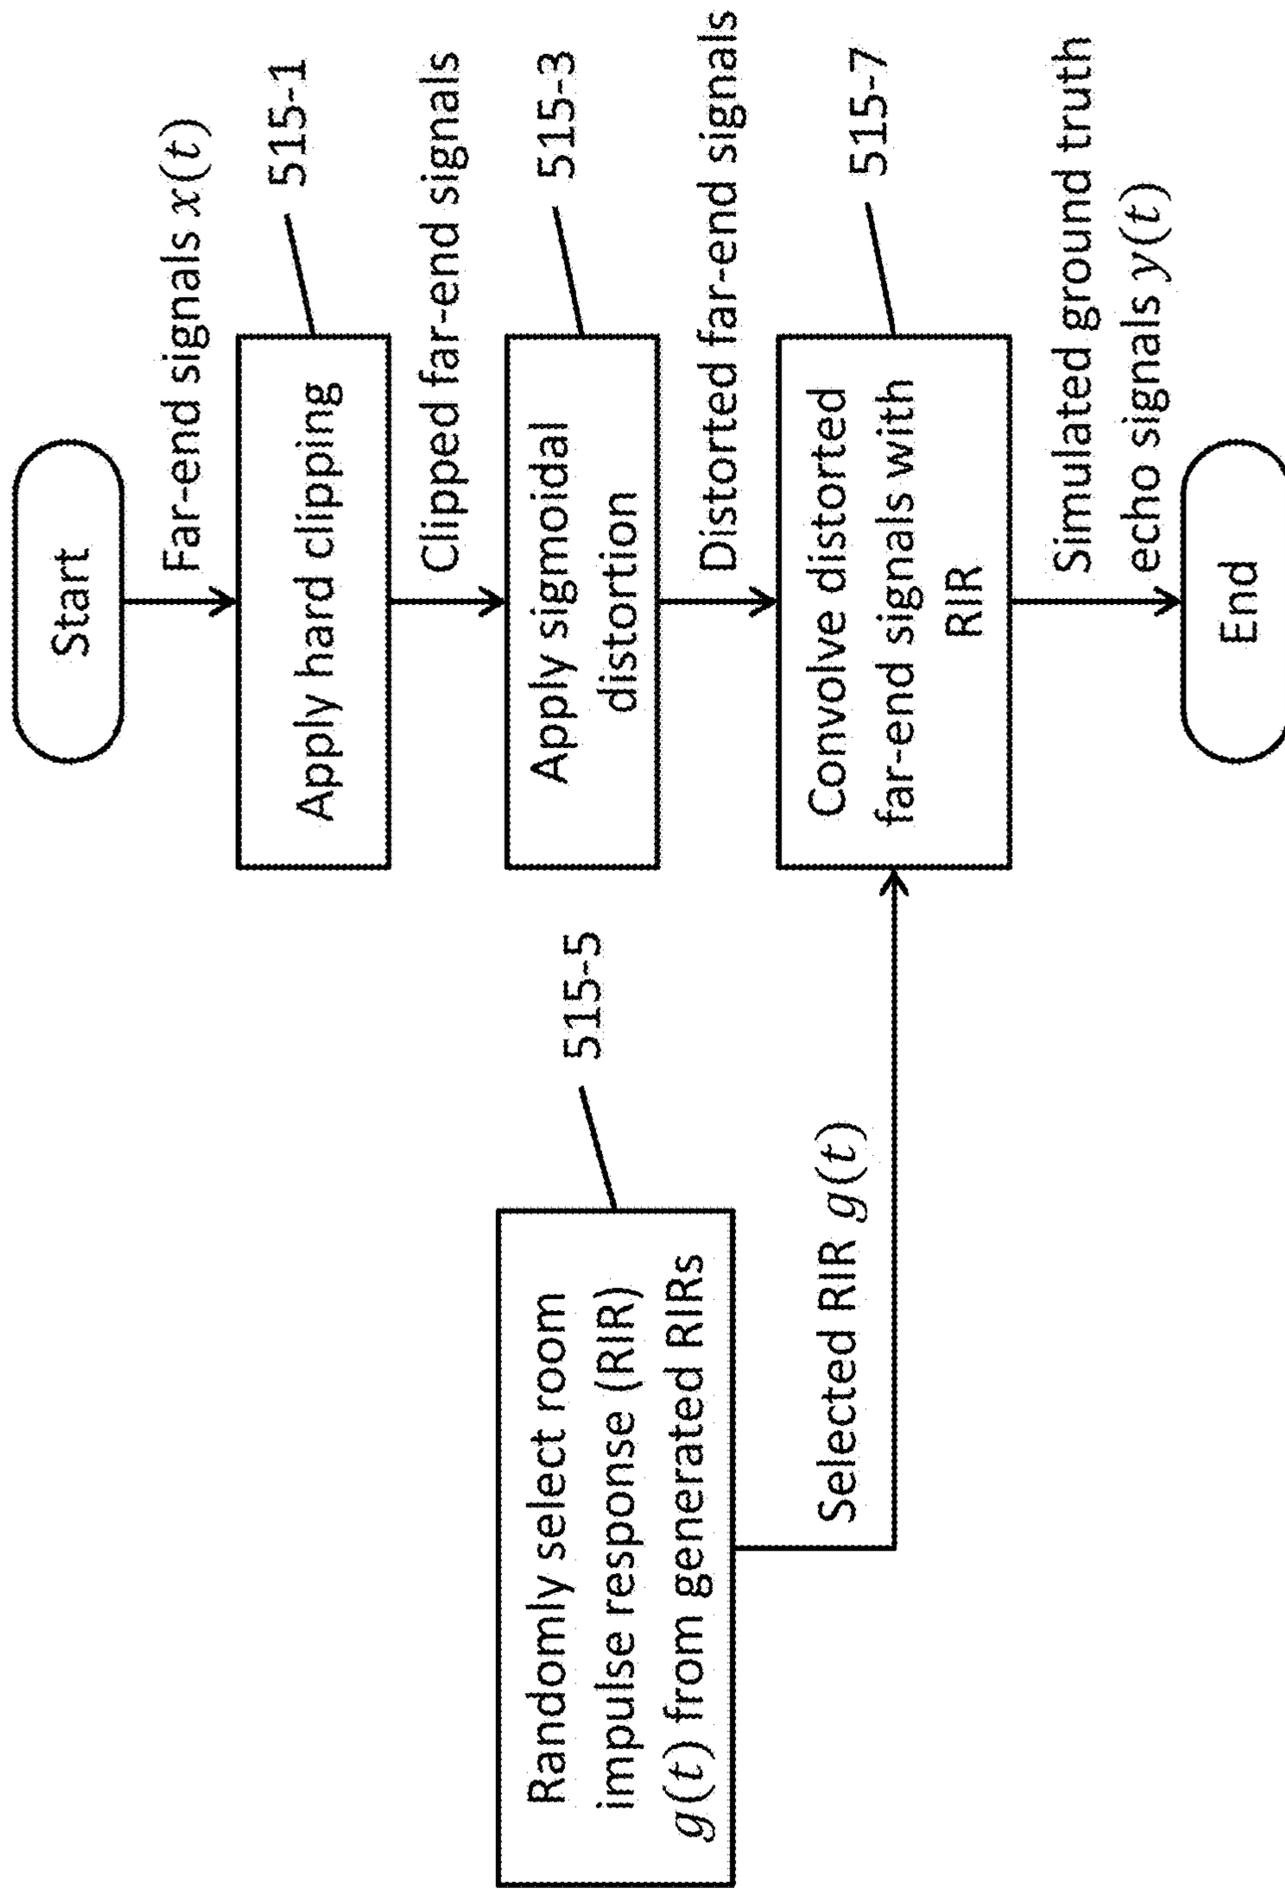 Start
Far-end signals x(t)
Apply hard clipping
515-1
Clipped far-end signals
Apply sigmoidal
distortion
515-3
Distorted far-end signals
Randomly select room
impulse response (RIR)
g(t) from generated RIRs
515-5
Selected RIR g(t)
Convolve distorted
far-end signals with
RIR
515-7
Simulated ground truth
echo signals y(t)
End